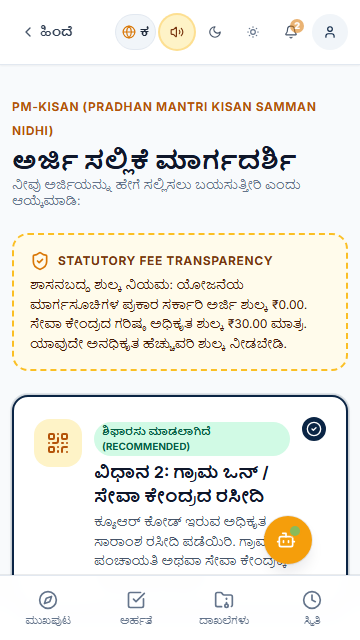 ಹಿಂದೆ
ಕ
2
PM-KISAN (PRADHAN MANTRI KISAN SAMMAN
NIDHI)
ಅರ್ಜಿ ಸಲ್ಲಿಕೆ ಮಾರ್ಗದರ್ಶಿ
ನೀವು ಅರ್ಜಿಯನ್ನು ಹೇಗೆ ಸಲ್ಲಿಸಲು ಬಯಸುತ್ತೀರಿ ಎಂದು
ಆಯ್ಕೆಮಾಡಿ:
STATUTORY FEE TRANSPARENCY
ಶಾಸನಬದ್ಧ ಶುಲ್ಕ ನಿಯಮ: ಯೋಜನೆಯ
ಮಾರ್ಗಸೂಚಿಗಳ ಪ್ರಕಾರ ಸರ್ಕಾರಿ ಅರ್ಜಿ ಶುಲ್ಕ ₹0.00.
ಸೇವಾ ಕೇಂದ್ರದ ಗರಿಷ್ಠ ಅಧಿಕೃತ ಶುಲ್ಕ ₹30.00 ಮಾತ್ರ.
ಯಾವುದೇ ಅನಧಿಕೃತ ಹೆಚ್ಚುವರಿ ಶುಲ್ಕ ನೀಡಬೇಡಿ.
ಶಿಫಾರಸು ಮಾಡಲಾಗಿದೆ
(RECOMMENDED)
ವಿಧಾನ 2: ಗ್ರಾಮ ಒನ್ /
ಸೇವಾ ಕೇಂದ್ರದ ರಸೀದಿ
ಕ್ಯೂಆರ್ ಕೋಡ್ ಇರುವ ಅಧಿಕೃತ
ಸಾರಾಂಶ ರಸೀದಿ ಪಡೆಯಿರಿ. ಗ್ರಾಮ
ಪಂಚಾಯತಿ ಅಥವಾ ಸೇವಾ
ಮುಖಪುಟ
ಅರ್ಹತೆ
ದಾಖಲೆಗಳು
ಸ್ಥಿತಿ